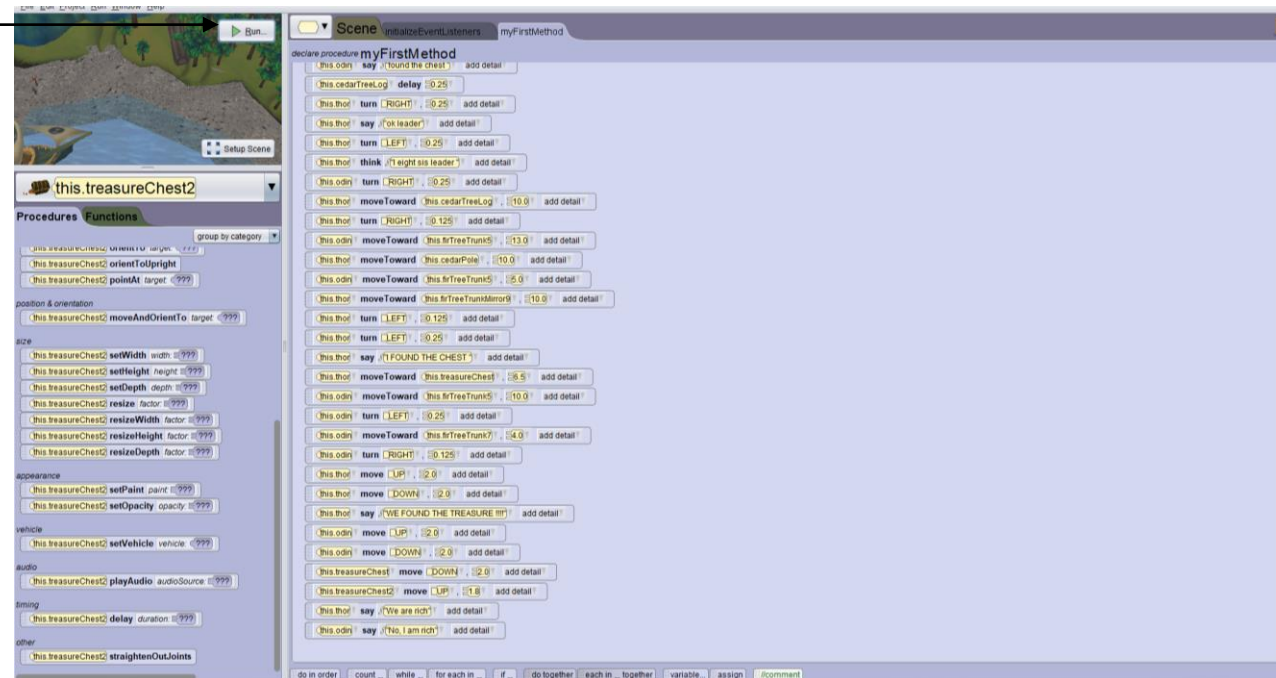 File Edit Project Run Window Help
Run...
Setup Scene
this.treasureChest2
Procedures Functions
group by category
this.treasureChest2 orientTo target: ???
this.treasureChest2 orientToUpright
this.treasureChest2 pointAt target: ???
position & orientation
this.treasureChest2 moveAndOrientTo target: ???
size
this.treasureChest2 setWidth width: ???
this.treasureChest2 setHeight height: ???
this.treasureChest2 setDepth depth: ???
this.treasureChest2 resize factor: ???
this.treasureChest2 resizeWidth factor: ???
this.treasureChest2 resizeHeight factor: ???
this.treasureChest2 resizeDepth factor: ???
appearance
this.treasureChest2 setPaint paint: ???
this.treasureChest2 setOpacity opacity: ???
vehicle
this.treasureChest2 setVehicle vehicle: ???
audio
this.treasureChest2 playAudio audioSource: ???
timing
this.treasureChest2 delay duration: ???
other
this.treasureChest2 straightenOutJoints
Scene initializeEventListeners myFirstMethod
declare procedure myFirstMethod
this.odin say "found the chest" add detail
this.cedarTreeLog delay 0.25
this.thor turn RIGHT, 0.25 add detail
this.thor say "ok leader" add detail
this.thor turn LEFT, 0.25 add detail
this.thor think "I eight sis leader " add detail
this.odin turn RIGHT, 0.25 add detail
this.thor moveToward this.cedarTreeLog, 10.0 add detail
this.thor turn RIGHT, 0.125 add detail
this.odin moveToward this.firTreeTrunk5, 13.0 add detail
this.thor moveToward this.cedarPole, 10.0 add detail
this.odin moveToward this.firTreeTrunk5, 5.0 add detail
this.thor moveToward this.firTreeTrunkMirror9, 10.0 add detail
this.thor turn LEFT, 0.125 add detail
this.thor turn LEFT, 0.25 add detail
this.thor say "I FOUND THE CHEST " add detail
this.thor moveToward this.treasureChest, 6.5 add detail
this.odin moveToward this.firTreeTrunk5, 10.0 add detail
this.odin turn LEFT, 0.25 add detail
this.odin moveToward this.firTreeTrunk7, 4.0 add detail
this.odin turn RIGHT, 0.125 add detail
this.thor move UP, 2.0 add detail
this.thor move DOWN, 2.0 add detail
this.thor say "WE FOUND THE TREASURE !!!!" add detail
this.odin move UP, 2.0 add detail
this.odin move DOWN, 2.0 add detail
this.treasureChest move DOWN, 2.0 add detail
this.treasureChest2 move UP, 1.8 add detail
this.thor say "We are rich" add detail
this.odin say "No, I am rich" add detail
do in order count _ while _ for each in _ if _ do together each in _ together variable... assign //comment